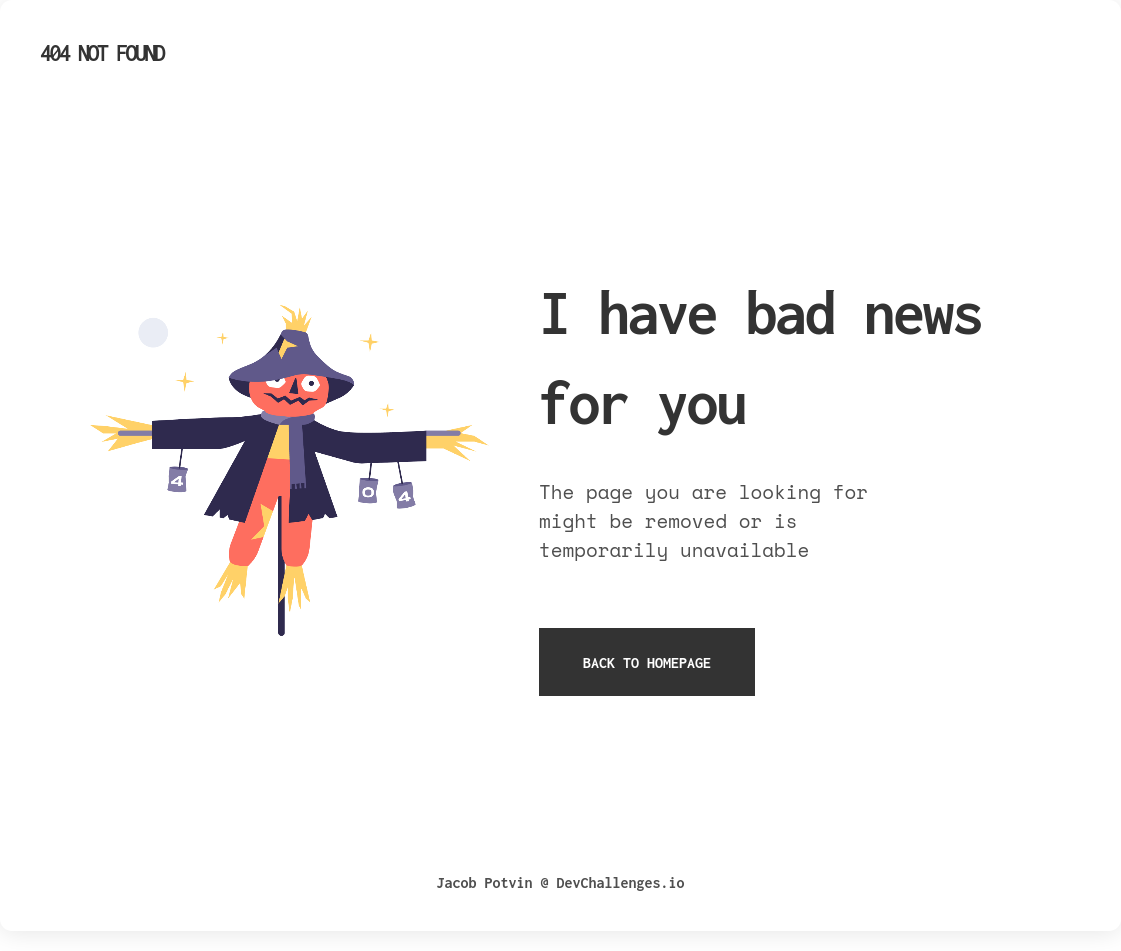 404 NOT FOUND
I have bad news
for you
The page you are looking for
might be removed or is
temporarily unavailable
4
0
4
BACK TO HOMEPAGE
Jacob Potvin @ DevChallenges.io